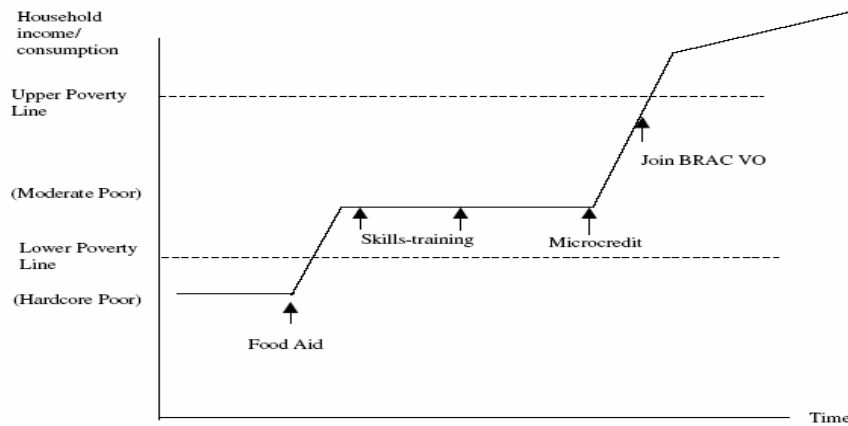 Household
income/
consumption
Upper Poverty
Line
Join BRAC VO
(Moderate Poor)
Skills-training
Microcredit
Lower Poverty
Line
(Hardcore Poor)
Food Aid
Time